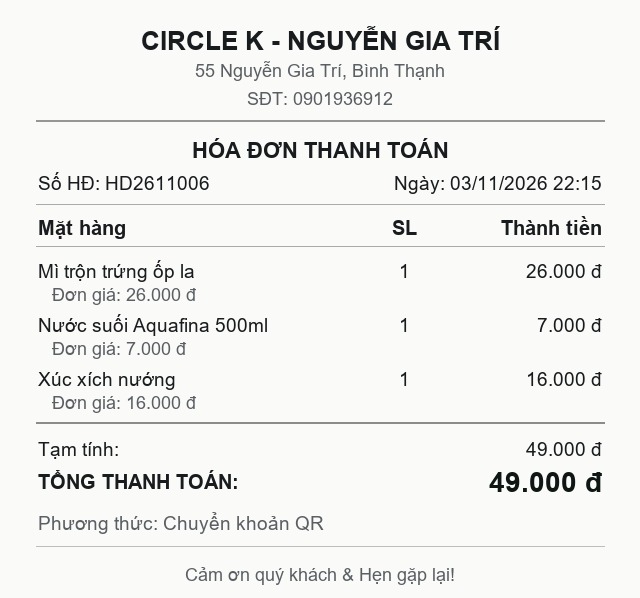 CIRCLE K - NGUYỄN GIA TRÍ
55 Nguyễn Gia Trí, Bình Thạnh
SĐT: 0901936912
HÓA ĐƠN THANH TOÁN
Số HĐ: HD2611006 Ngày: 03/11/2026 22:15
Mặt hàng SL Thành tiền
Mì trộn trứng ốp la 1 26.000 đ
Đơn giá: 26.000 đ
Nước suối Aquafina 500ml 1 7.000 đ
Đơn giá: 7.000 đ
Xúc xích nướng 1 16.000 đ
Đơn giá: 16.000 đ
Tạm tính: 49.000 đ
TỔNG THANH TOÁN: 49.000 đ
Phương thức: Chuyển khoản QR
Cảm ơn quý khách & Hẹn gặp lại!